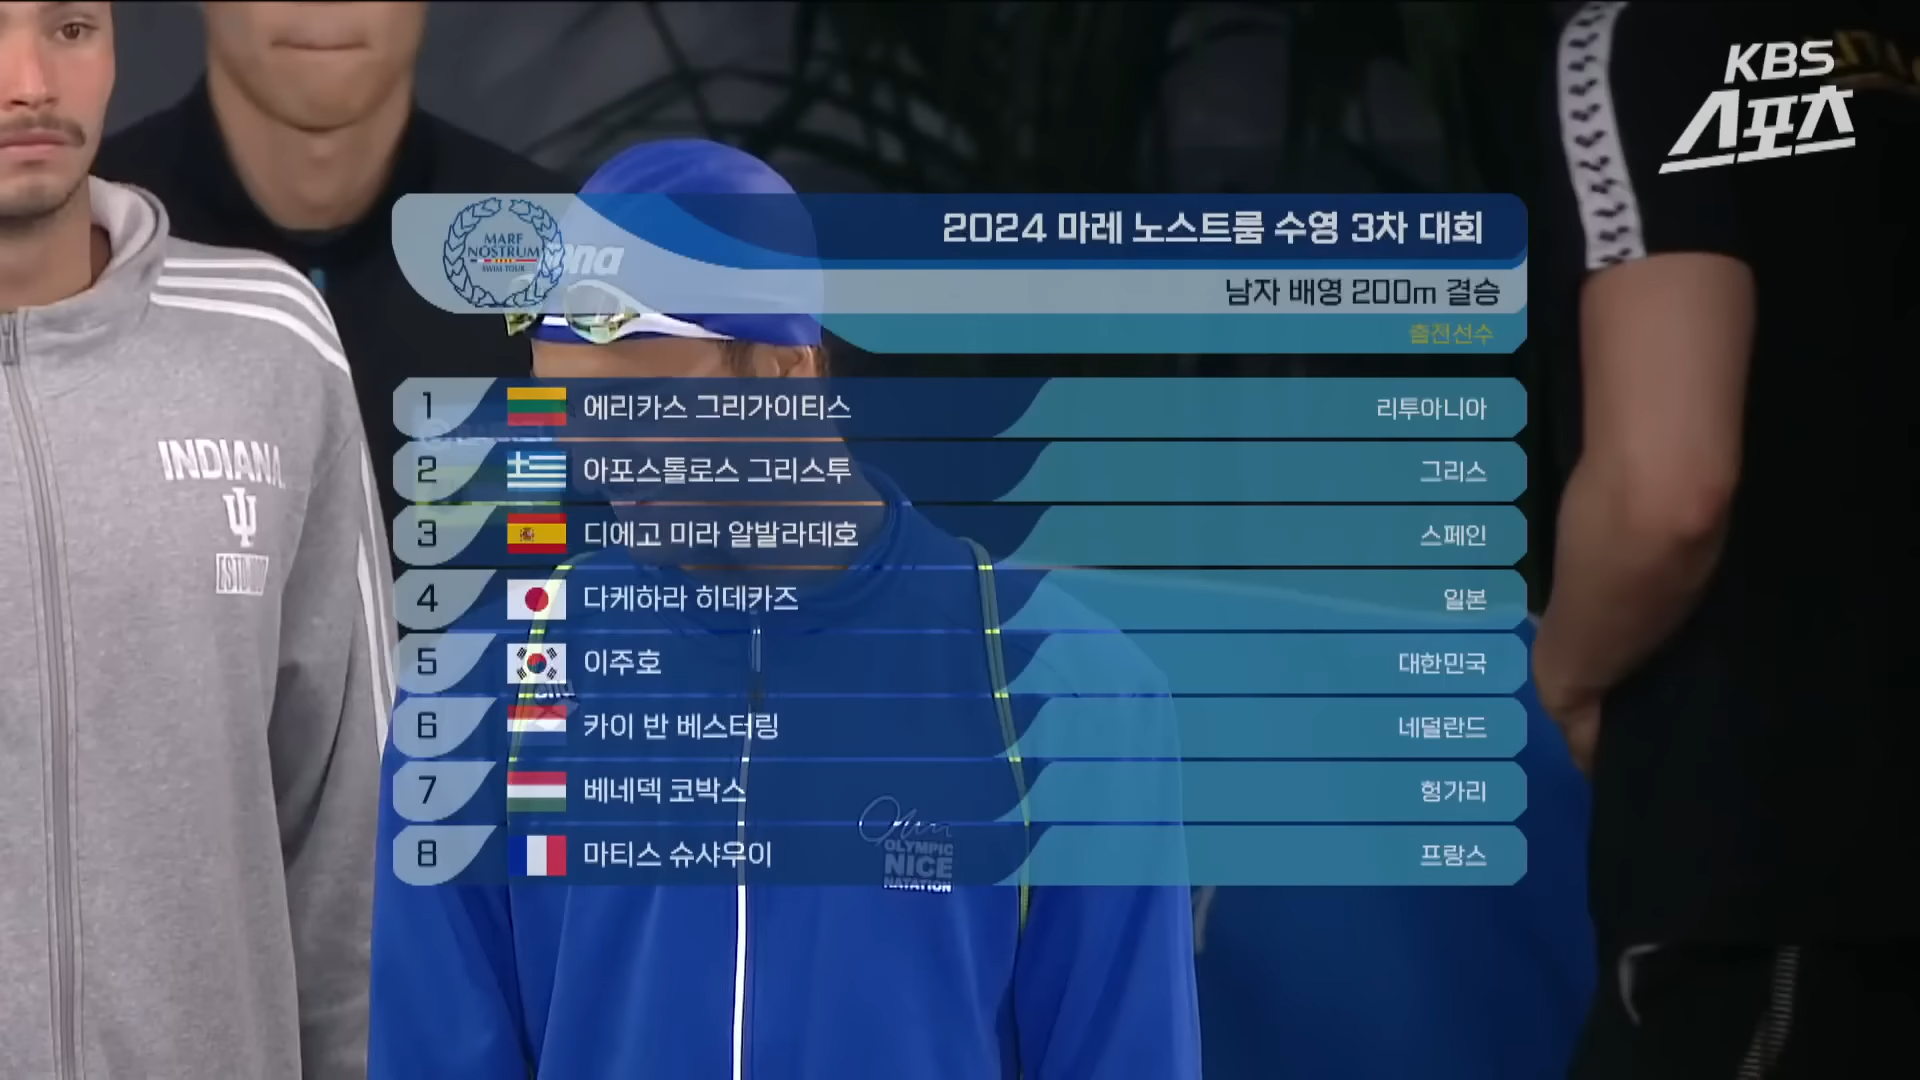 KBS
스포츠
MARE
NOSTRUM
SWIM TOUR
2024 마레 노스트룸 수영 3차 대회
남자 배영 200m 결승
출전선수
1 에리카스 그리가이티스 리투아니아
2 아포스톨로스 그리스투 그리스
3 디에고 미라 알발라데호 스페인
4 다케하라 히데카즈 일본
5 이주호 대한민국
6 카이 반 베스터링 네덜란드
7 베네덱 코박스 헝가리
8 마티스 슈샤우이 프랑스
INDIANA
OLYMPIC
NICE
NATATION